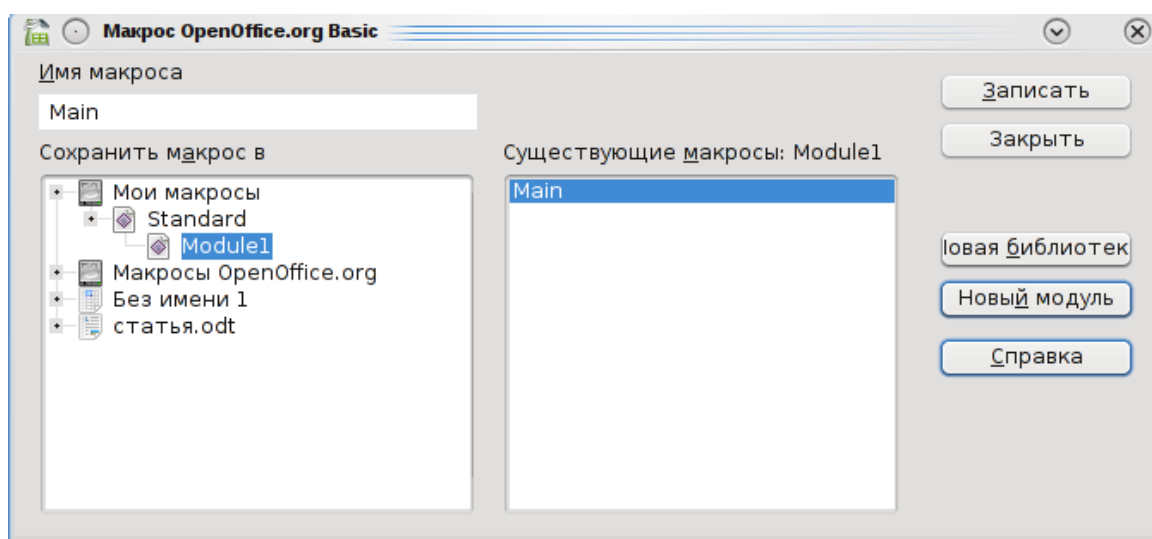 Макрос OpenOffice.org Basic
Имя макроса
Main
Сохранить макрос в
Мои макросы
Standard
Module1
Макросы OpenOffice.org
Без имени 1
статья.odt
Существующие макросы: Module1
Main
Записать
Закрыть
овая библиотек
Новый модуль
Справка